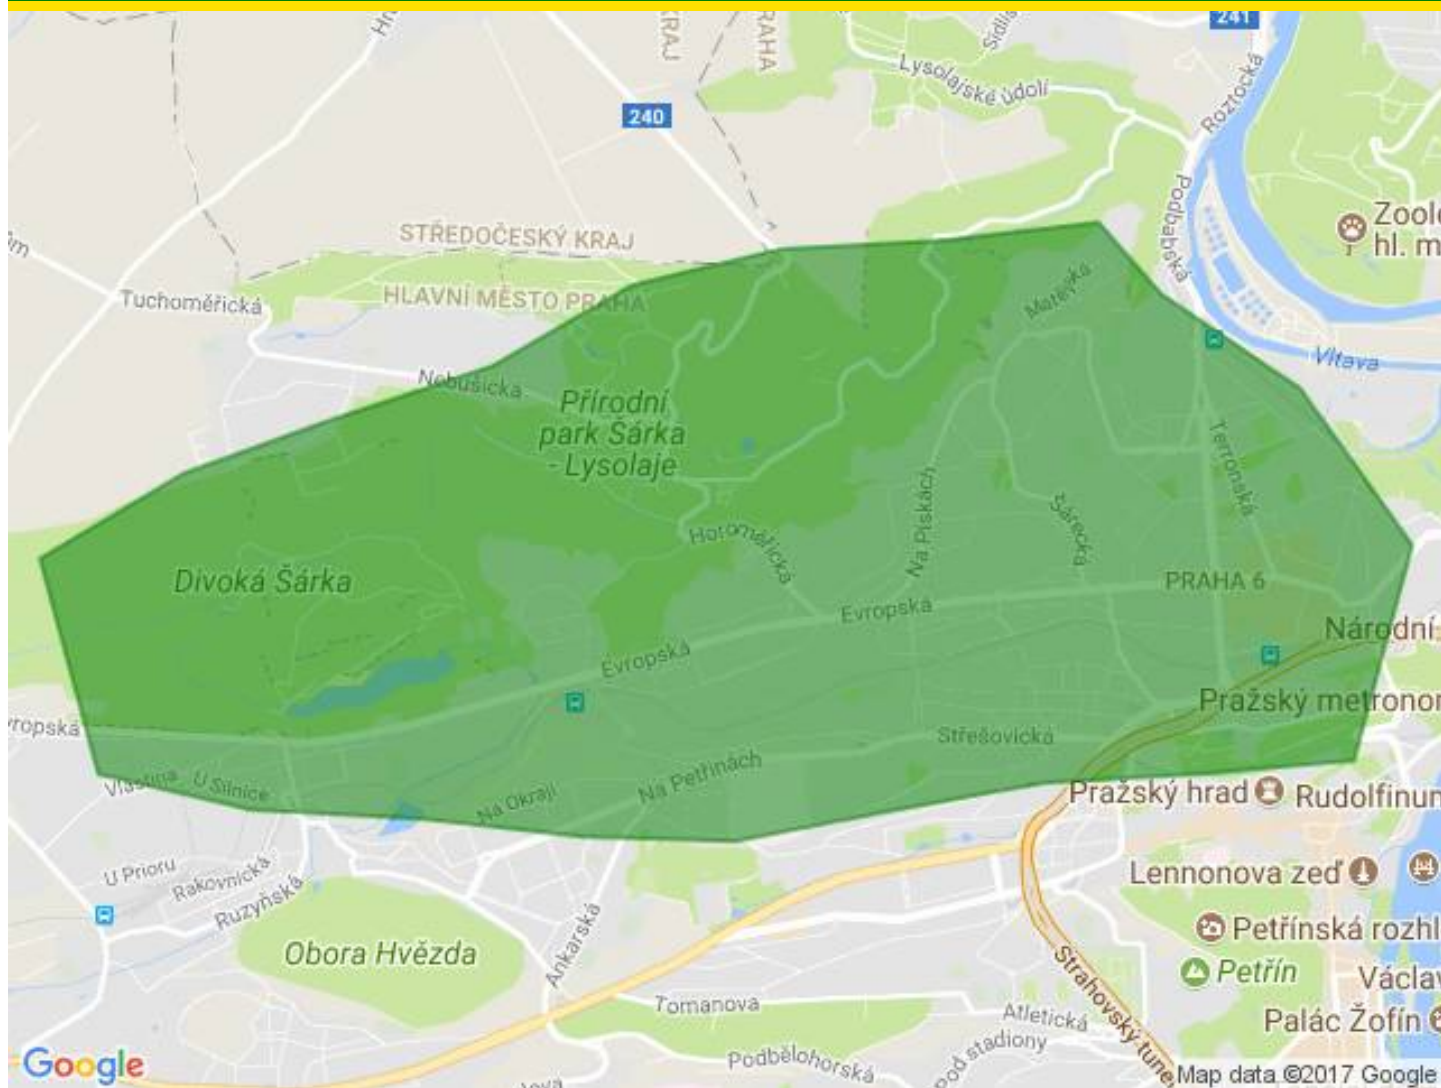 241
KRAJ
PRAHA
Lysolajské údolí
Roztocká
240
Podbabská
STŘEDOČESKÝ KRAJ
HLAVNÍ MĚSTO PRAHA
Tuchoměřická
Matějská
Vltava
Nebušická
Přírodní
park Šárka
- Lysolaje
Terronská
Na Pískách
Šárecká
Horoměřická
Divoká Šárka
PRAHA 6
Evropská
Národní
Evropská
Pražský metronom
vropská
Střešovická
Vlastina
U Silnice
Na Petřinách
Na Okraji
Pražský hrad
Rudolfinum
U Prioru
Rakovnická
Ruzyňská
Lennonova zeď
Petřínská rozhl
Ankarská
Obora Hvězda
Petřín
Václav
Strahovský tunel
Tomanova
Atletická
Palác Žofín
Pod stadiony
Podbělohorská
Google
Map data ©2017 Google